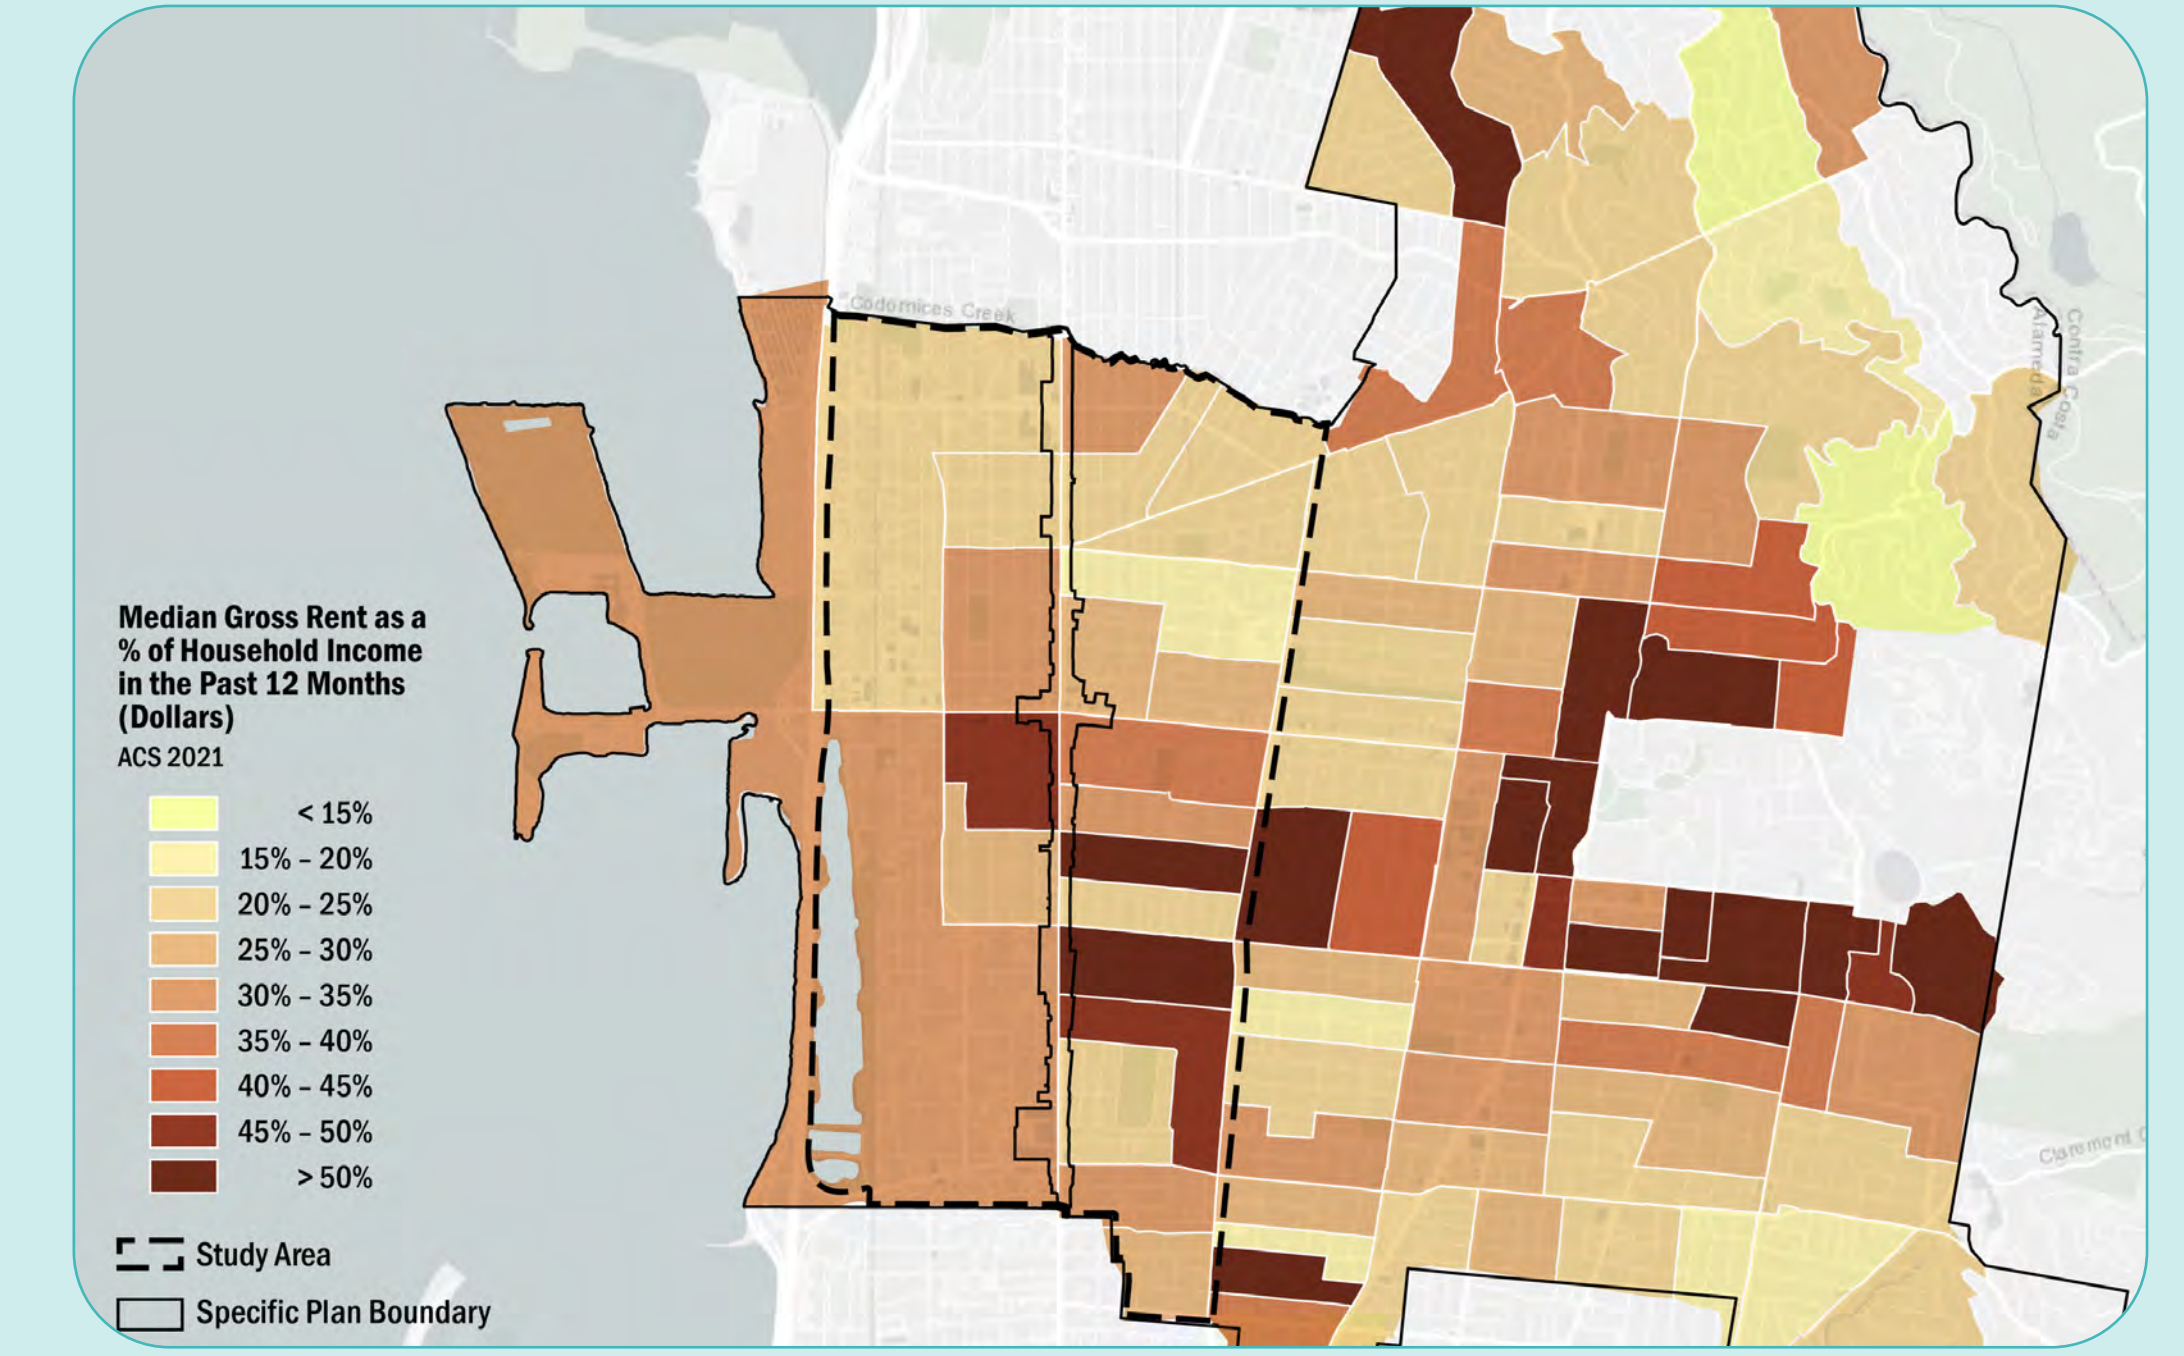 Codornices Creek
Contra Costa
Alameda
Median Gross Rent as a
% of Household Income
in the Past 12 Months
(Dollars)
ACS 2021
< 15%
15% – 20%
20% – 25%
25% – 30%
30% – 35%
35% – 40%
40% – 45%
45% – 50%
> 50%
Claremont C
Study Area
Specific Plan Boundary